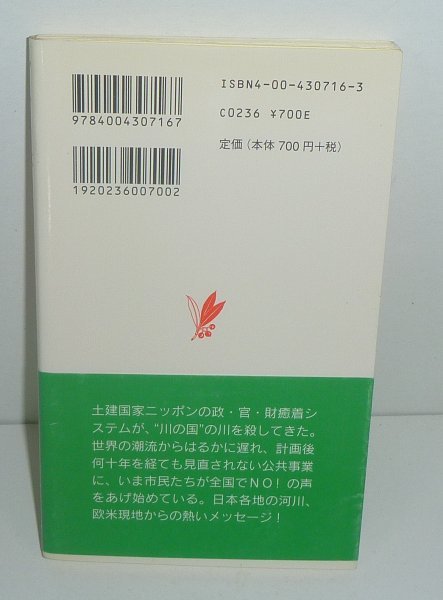 ISBN4-00-430716-3
9784004307167
C0236 ¥700E
定価(本体700円+税)
1920236007002
土建国家ニッポンの政・官・財癒着シ
ステムが、“川の国”の川を殺してきた。
世界の潮流からはるかに遅れ、計画後
何十年を経ても見直されない公共事業
に、いま市民たちが全国でNO!の声
をあげ始めている。日本各地の河川、
欧米現地からの熱いメッセージ!